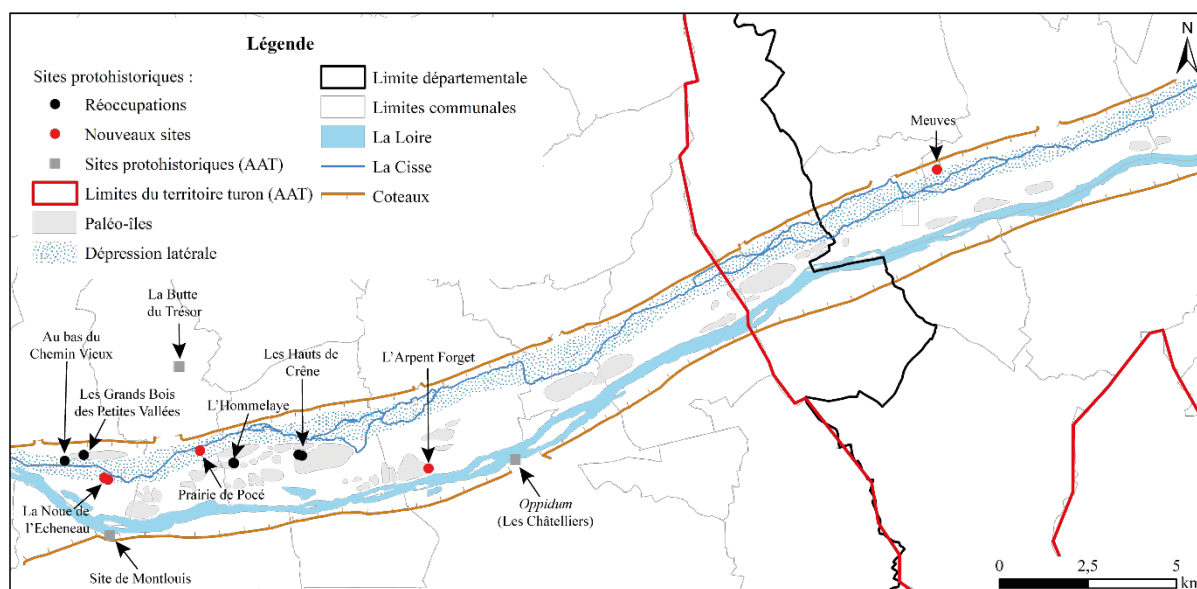 Légende
Sites protohistoriques :
Réoccupations
Nouveaux sites
Sites protohistoriques (AAT)
Limites du territoire turon (AAT)
Paléo-îles
Dépression latérale
Limite départementale
Limites communales
La Loire
La Cisse
Coteaux
N
Meuves
La Butte
du Trésor
Au bas du
Chemin Vieux
Les Grands Bois
des Petites Vallées
L'Hommelaye
Les Hauts de
Crêne
L'Arpent Forget
Prairie de Pocé
La Noue de
l'Echeneau
Site de Montlouis
Oppidum
(Les Châtelliers)
0 2,5 5
km